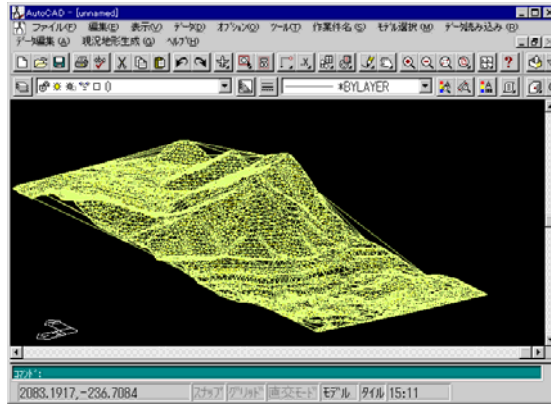 AutoCAD - [unnamed]
ファイル(F) 編集(E) 表示(V) データ(D) オプション(O) ツール(T) 作業件名(S) モデル選択(M) データ読み込み(R)
データ編集(A) 現況地形生成(G) ヘルプ(H)
0 *BYLAYER
コマンド:
2083.1917,-236.7084 スナップ グリッド 直交モード モデル タイル 15:11